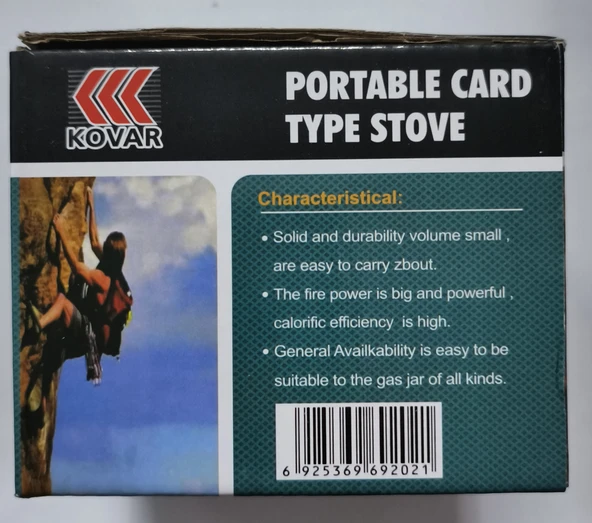 KOVAR
PORTABLE CARD
TYPE STOVE
Characteristical:
• Solid and durability volume small ,
are easy to carry zbout.
• The fire power is big and powerful ,
calorific efficiency is high.
• General Availkability is easy to be
suitable to the gas jar of all kinds.
6 925369 692021